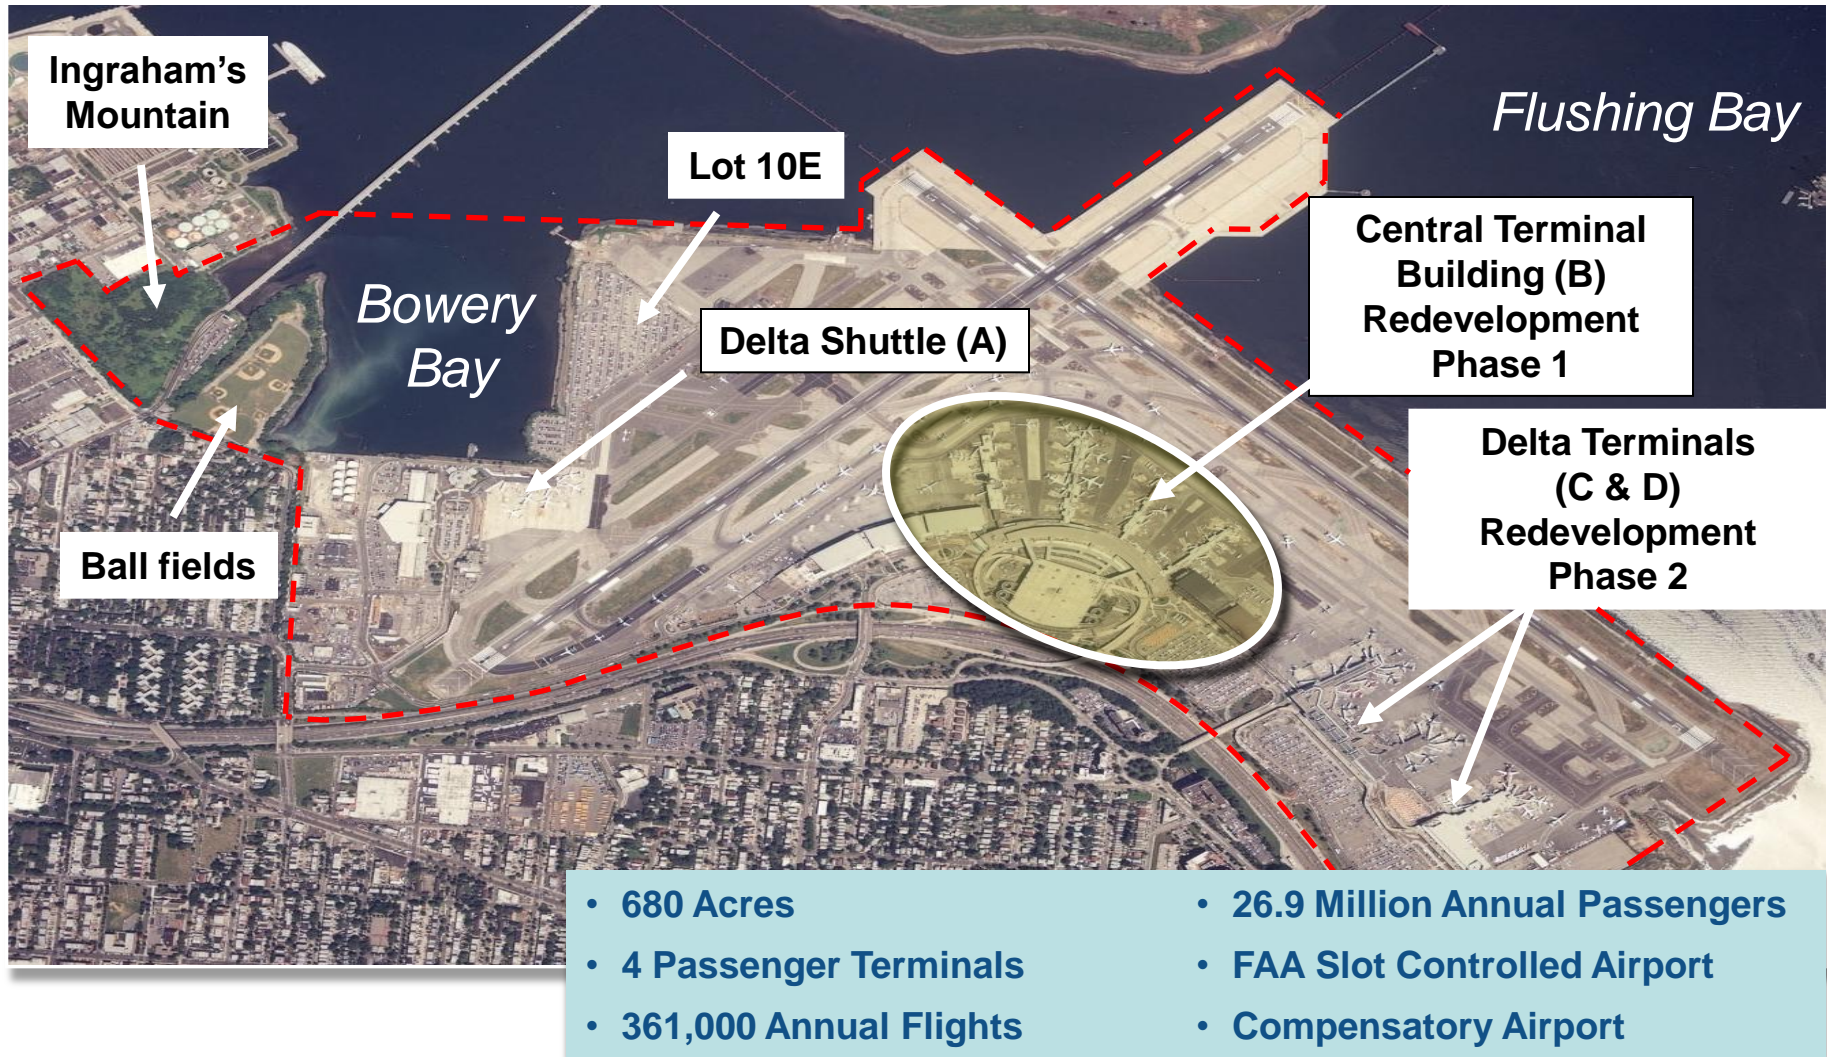 Ingraham's
Mountain
Flushing Bay
Lot 10E
Central Terminal
Building (B)
Redevelopment
Phase 1
Bowery
Bay
Delta Shuttle (A)
Delta Terminals
(C & D)
Redevelopment
Phase 2
Ball fields
• 680 Acres
• 4 Passenger Terminals
• 361,000 Annual Flights
• 26.9 Million Annual Passengers
• FAA Slot Controlled Airport
• Compensatory Airport